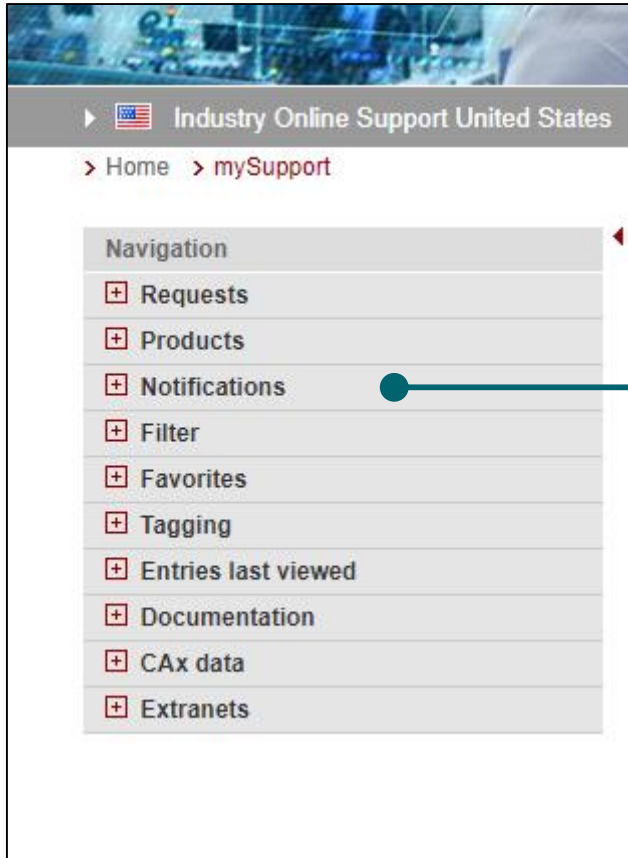 Industry Online Support United States
Home mySupport
Navigation
Requests
Products
Notifications
Filter
Favorites
Tagging
Entries last viewed
Documentation
CAx data
Extranets